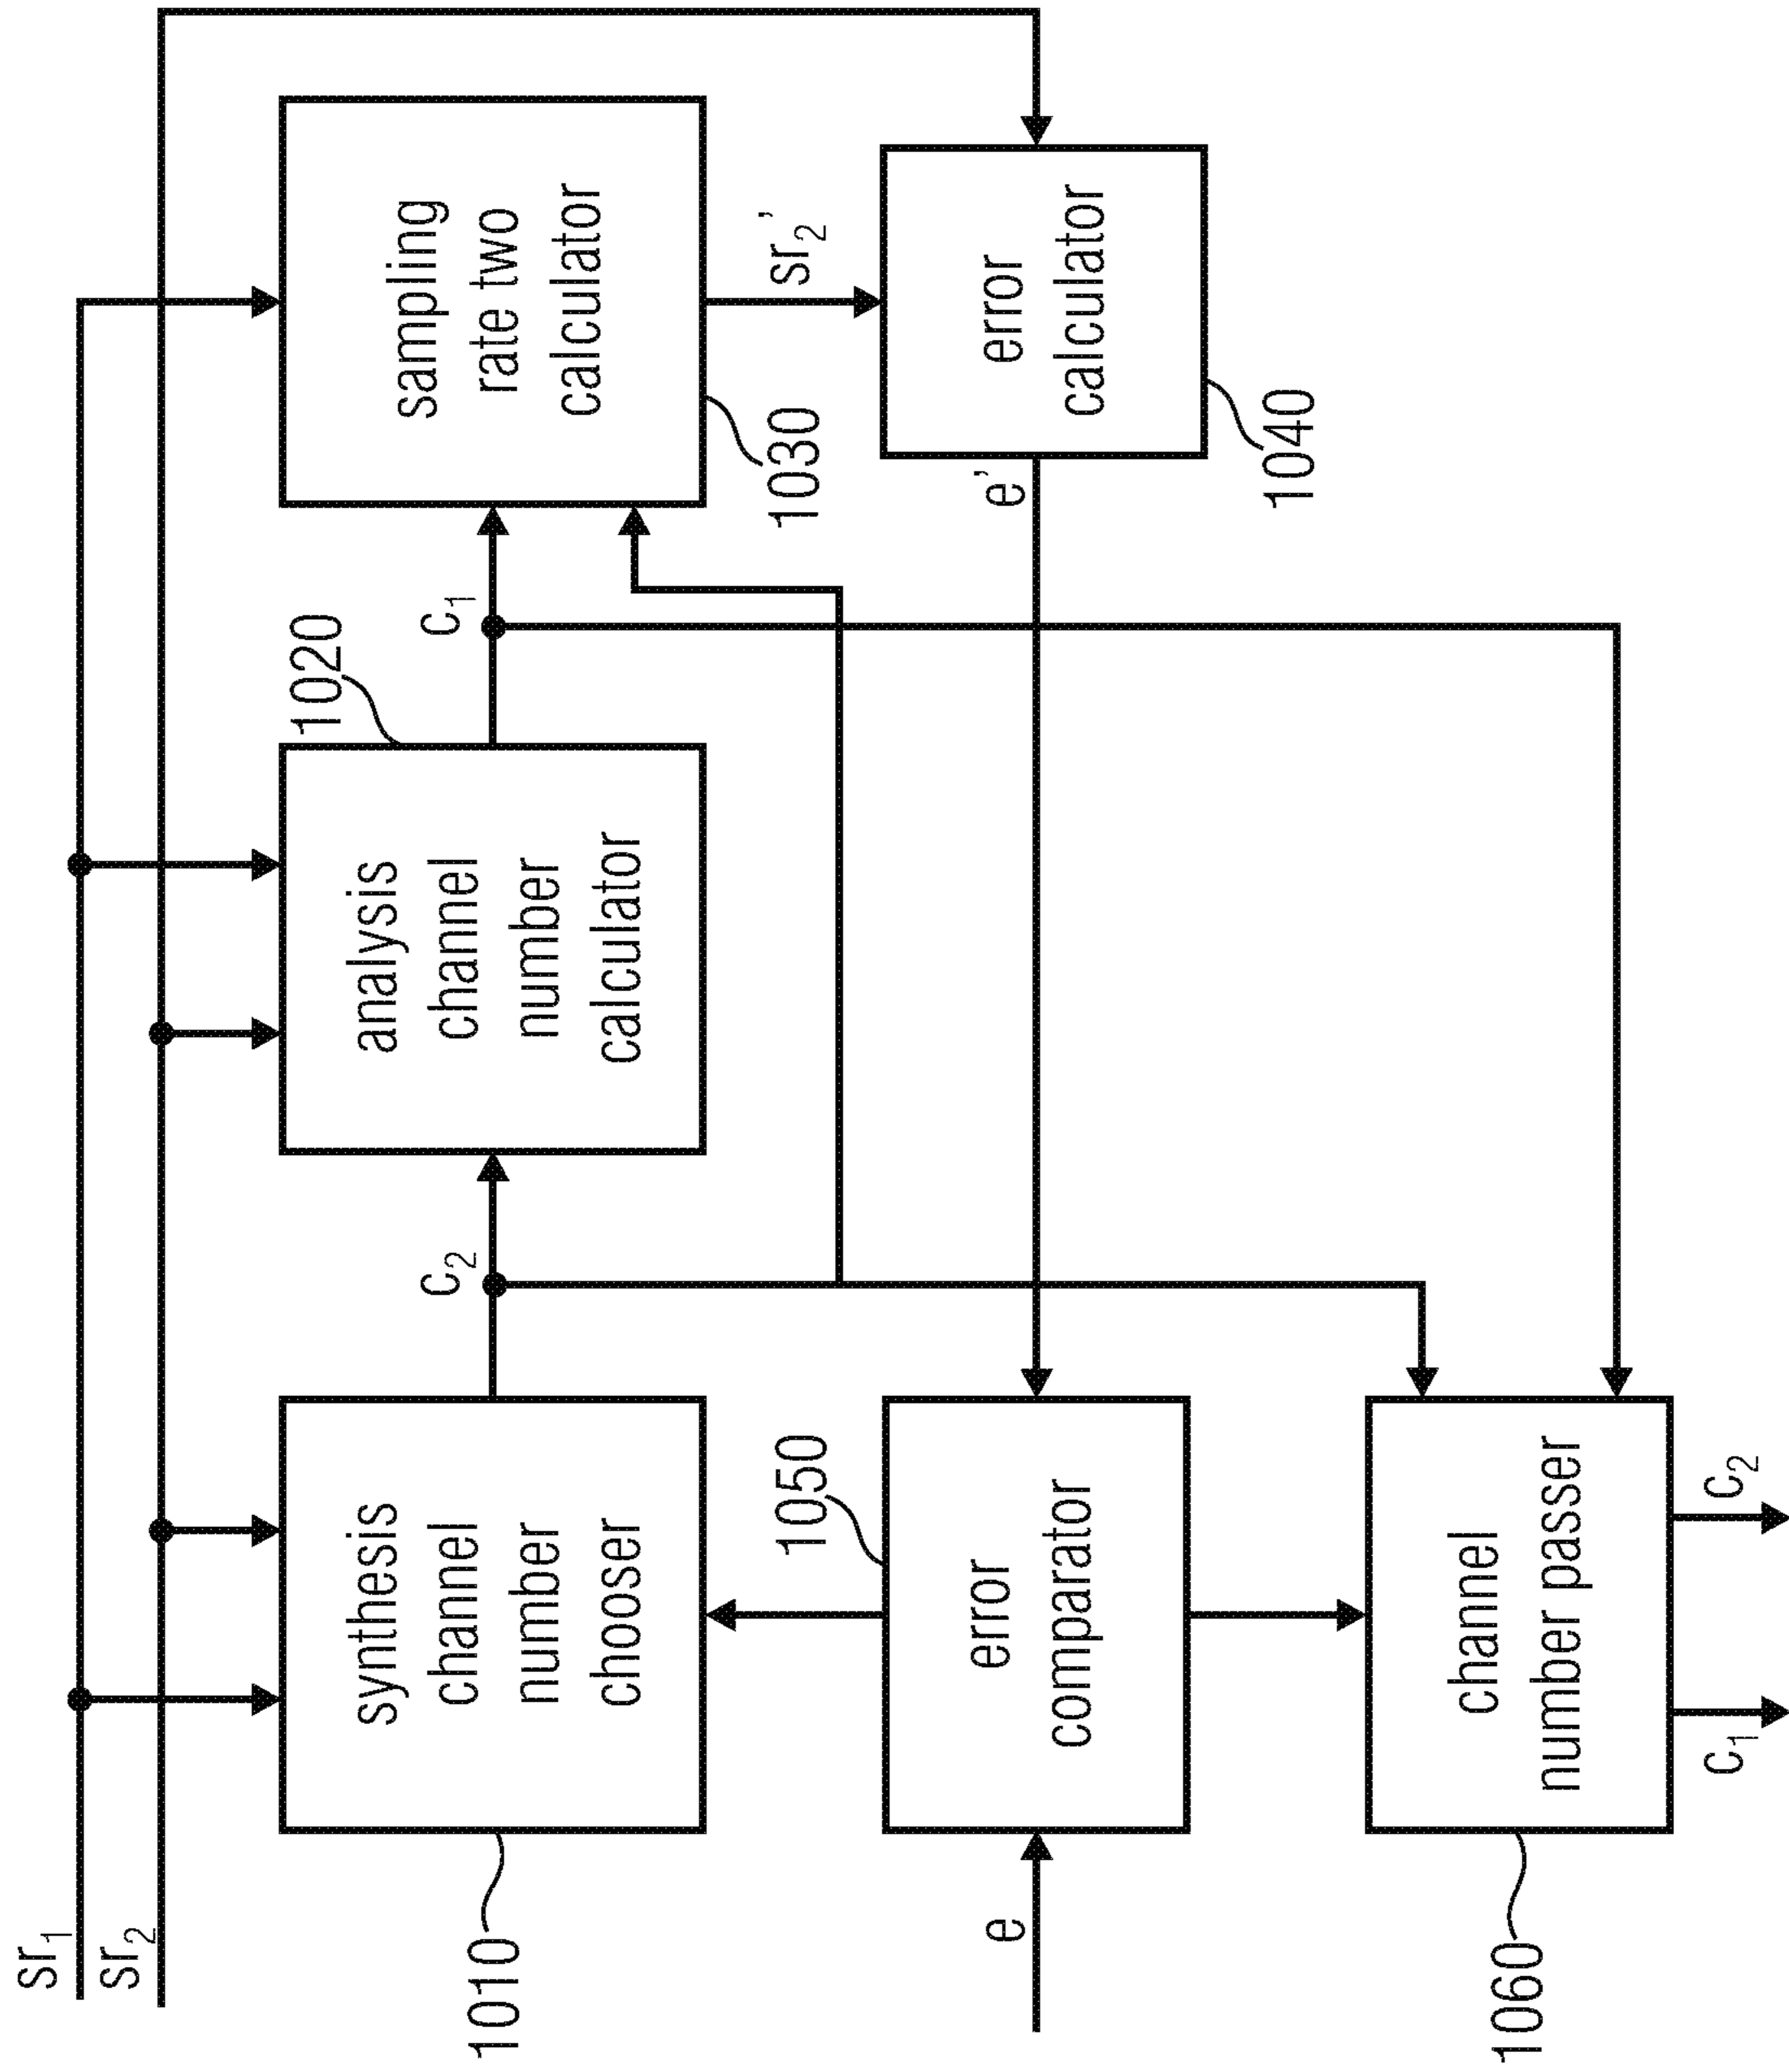 sr₁
sr₂
synthesis
channel
number
chooser
1010
c₂
analysis
channel
number
calculator
1020
c₁
sampling
rate two
calculator
1030
sr₂'
error
calculator
1040
e'
e
error
comparator
1050
channel
number passer
1060
c₁
c₂